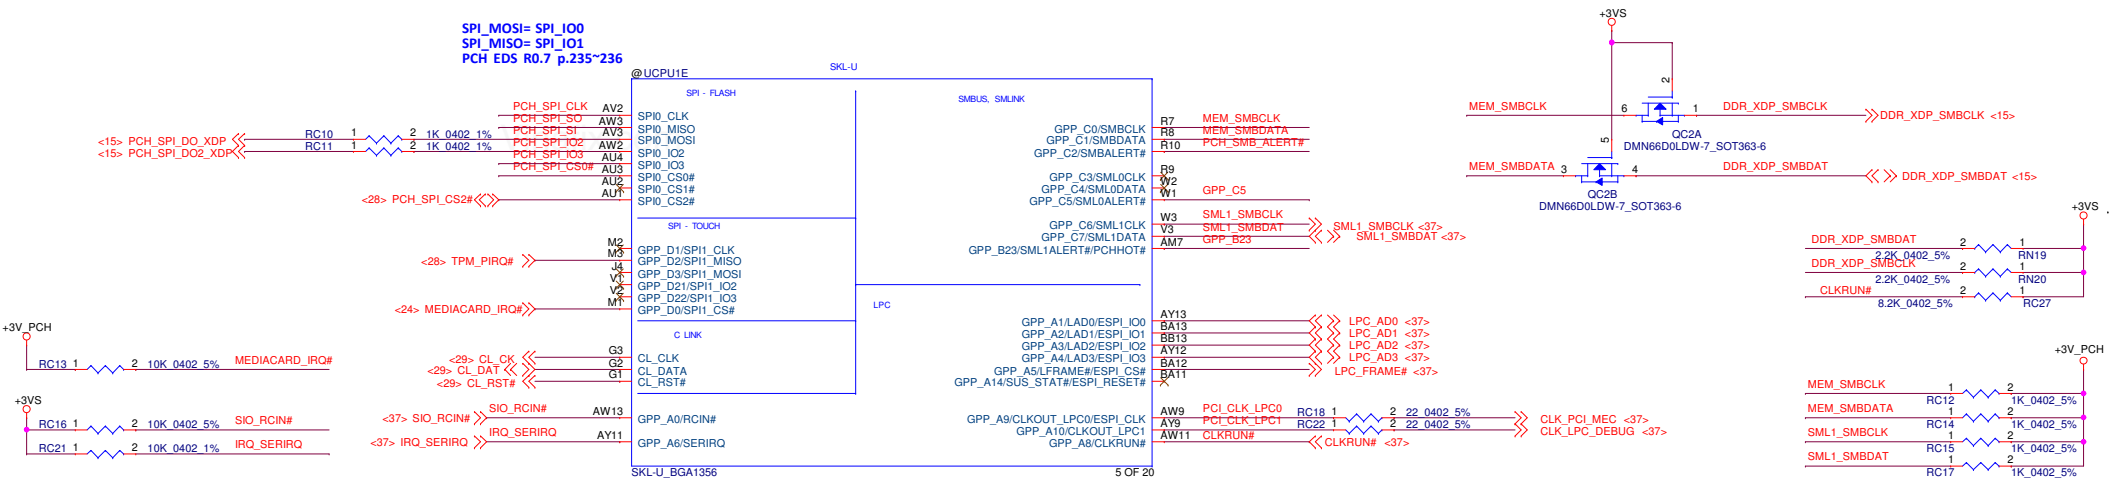 SPI_MOSI= SPI_IO0
SPI_MISO= SPI_IO1
PCH EDS R0.7 p.235~236
@
UCPU1E
SKL-U
SPI - FLASH
SMBUS, SMLINK
PCH_SPI_CLK AV2 SPI0_CLK
PCH_SPI_SO AW3 SPI0_MISO
PCH_SPI_SI AV3 SPI0_MOSI
PCH_SPI_IO2 AW2 SPI0_IO2
PCH_SPI_IO3 AU4 SPI0_IO3
PCH_SPI_CS0# AU3 SPI0_CS0#
AU2 SPI0_CS1#
AU1 SPI0_CS2#
<15> PCH_SPI_DO_XDP RC10 1 2 1K_0402_1%
<15> PCH_SPI_DO2_XDP RC11 1 2 1K_0402_1%
<28> PCH_SPI_CS2#
SPI - TOUCH
M2 GPP_D1/SPI1_CLK
<28> TPM_PIRQ# M3 GPP_D2/SPI1_MISO
J4 GPP_D3/SPI1_MOSI
V1 GPP_D21/SPI1_IO2
V2 GPP_D22/SPI1_IO3
<24> MEDIACARD_IRQ# M1 GPP_D0/SPI1_CS#
C LINK
<29> CL_CK G3 CL_CLK
<29> CL_DAT G2 CL_DATA
<29> CL_RST# G1 CL_RST#
<37> SIO_RCIN# SIO_RCIN# AW13 GPP_A0/RCIN#
<37> IRQ_SERIRQ IRQ_SERIRQ AY11 GPP_A6/SERIRQ
SKL-U_BGA1356
5 OF 20
+3V_PCH
RC13 1 2 10K_0402_5% MEDIACARD_IRQ#
+3VS
RC16 1 2 10K_0402_5% SIO_RCIN#
RC21 1 2 10K_0402_1% IRQ_SERIRQ
GPP_C0/SMBCLK R7 MEM_SMBCLK
GPP_C1/SMBDATA R8 MEM_SMBDATA
GPP_C2/SMBALERT# R10 PCH_SMB_ALERT#
GPP_C3/SML0CLK R9
GPP_C4/SML0DATA W2
GPP_C5/SML0ALERT# W1 GPP_C5
GPP_C6/SML1CLK W3 SML1_SMBCLK SML1_SMBCLK <37>
GPP_C7/SML1DATA V3 SML1_SMBDAT SML1_SMBDAT <37>
GPP_B23/SML1ALERT#/PCHHOT# AM7 GPP_B23
LPC
GPP_A1/LAD0/ESPI_IO0 AY13 LPC_AD0 <37>
GPP_A2/LAD1/ESPI_IO1 BA13 LPC_AD1 <37>
GPP_A3/LAD2/ESPI_IO2 BB13 LPC_AD2 <37>
GPP_A4/LAD3/ESPI_IO3 AY12 LPC_AD3 <37>
GPP_A5/LFRAME#/ESPI_CS# BA12 LPC_FRAME# <37>
GPP_A14/SUS_STAT#/ESPI_RESET# BA11
GPP_A9/CLKOUT_LPC0/ESPI_CLK AW9 PCI_CLK_LPC0 RC18 1 2 22_0402_5% CLK_PCI_MEC <37>
GPP_A10/CLKOUT_LPC1 AY9 PCI_CLK_LPC1 RC22 1 2 22_0402_5% CLK_LPC_DEBUG <37>
GPP_A8/CLKRUN# AW11 CLKRUN# CLKRUN# <37>
+3VS
2
MEM_SMBCLK 6 1 DDR_XDP_SMBCLK DDR_XDP_SMBCLK <15>
QC2A
DMN66D0LDW-7_SOT363-6
5
MEM_SMBDATA 3 4 DDR_XDP_SMBDAT DDR_XDP_SMBDAT <15>
QC2B
DMN66D0LDW-7_SOT363-6
+3VS
DDR_XDP_SMBDAT 2 1
2.2K_0402_5% RN19
DDR_XDP_SMBCLK 2 1
2.2K_0402_5% RN20
CLKRUN# 2 1
8.2K_0402_5% RC27
+3V_PCH
MEM_SMBCLK 1 2
RC12 1K_0402_5%
MEM_SMBDATA 1 2
RC14 1K_0402_5%
SML1_SMBCLK 1 2
RC15 1K_0402_5%
SML1_SMBDAT 1 2
RC17 1K_0402_5%